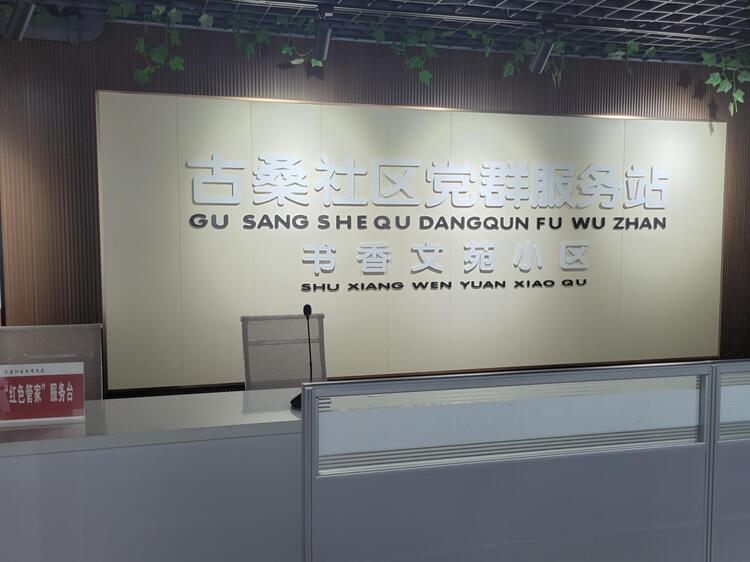 古桑社区党群服务站
GU SANG SHEQU DANGQUN FU WU ZHAN
书香文苑小区
SHU XIANG WEN YUAN XIAO QU
“红色管家”服务台